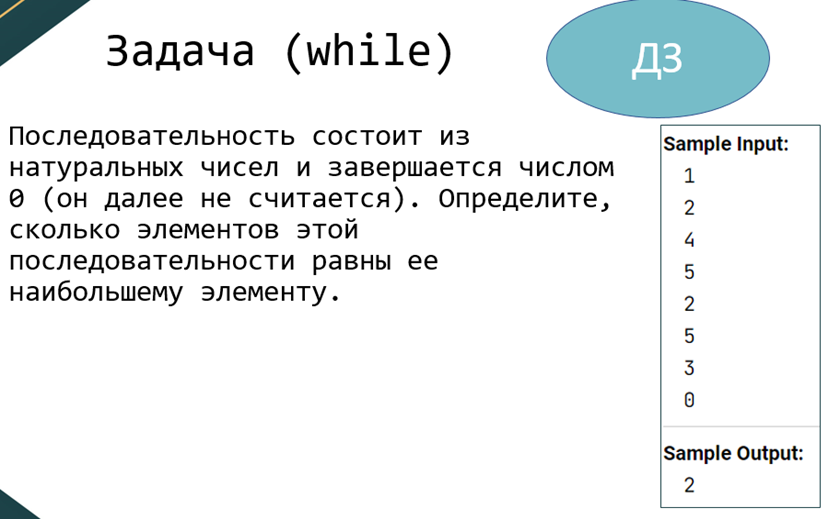 Задача (while)
ДЗ
Последовательность состоит из
натуральных чисел и завершается числом
0 (он далее не считается). Определите,
сколько элементов этой
последовательности равны ее
наибольшему элементу.
Sample Input:
1
2
4
5
2
5
3
0
Sample Output:
2